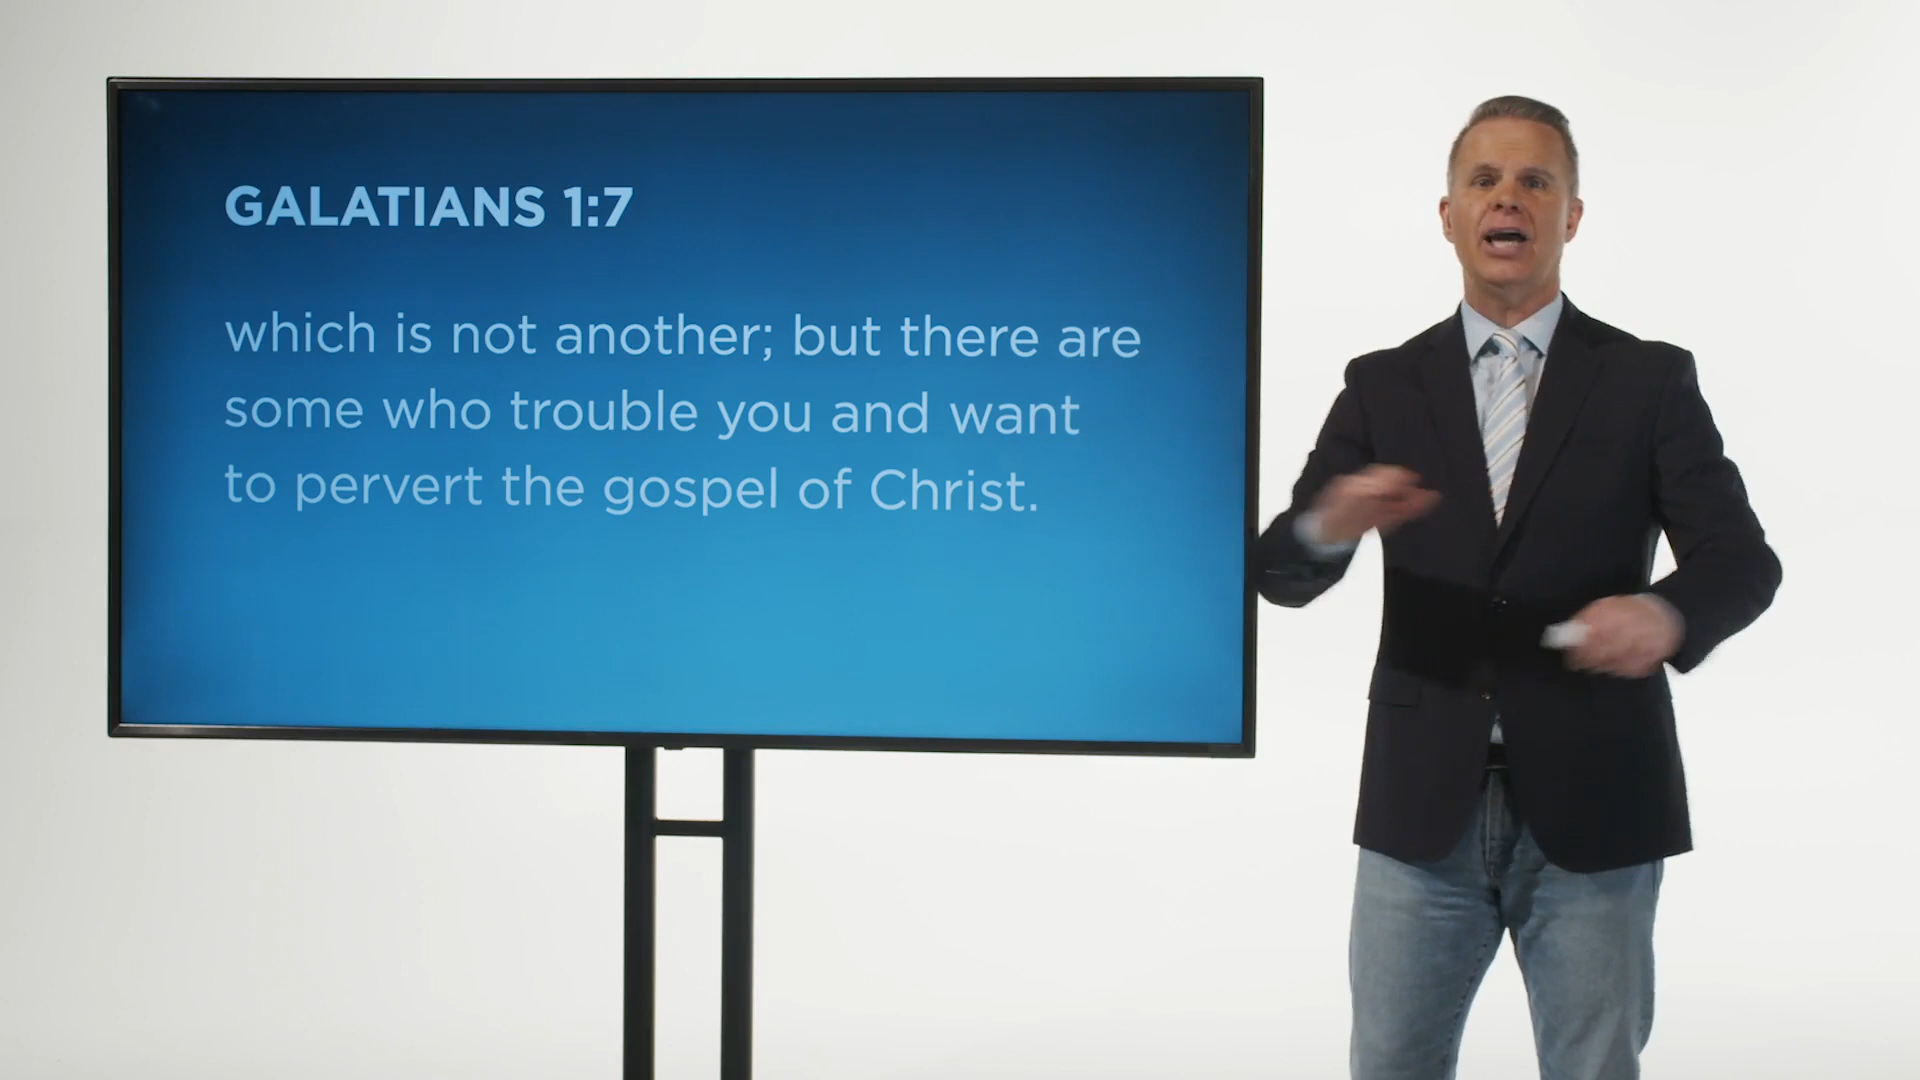 GALATIANS 1:7
which is not another; but there are
some who trouble you and want
to pervert the gospel of Christ.